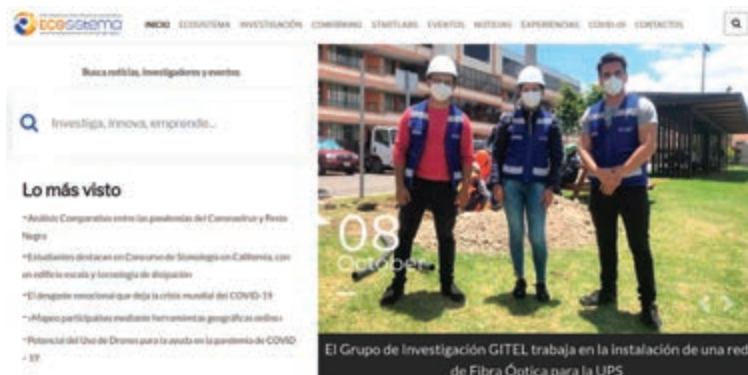 ECOSistema
INICIO ECOSISTEMA INVESTIGACIÓN COWORKING STARTLABS EVENTOS NOTICIAS EXPERIENCIAS COVID-19 CONTACTOS
Busca noticias, investigadores y eventos
Investiga, innova, emprende...
Lo más visto
-Análisis Comparativo entre las pandemias del Coronavirus y Peste
Negra
-Estudiantes destacan en Concurso de Sismología en California, con
un edificio escala y tecnología de disipación
-El desgaste emocional que deja la crisis mundial del COVID-19
-«Mapeo participativo mediante herramientas geográficas online»
-Potencial del Uso de Drones para la ayuda en la pandemia de COVID
- 19
08
October
El Grupo de Investigación GITEL trabaja en la instalación de una red
de Fibra Óptica para la UPS